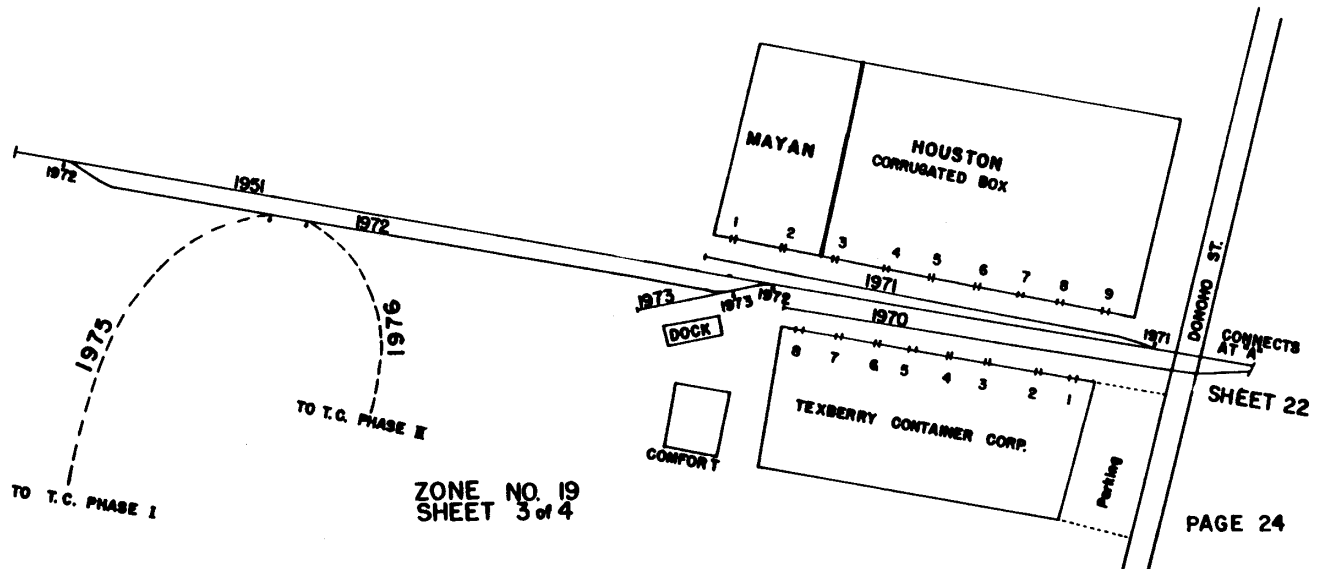 MAYAN
HOUSTON
CORRUGATED BOX
DONOHO ST.
1972
1951
1972
1 2 3 4 5 6 7 8 9
1971
1973
1973
1972
1970
1971
CONNECTS
AT "A"
SHEET 22
DOCK
8 7 6 5 4 3 2 1
TEXBERRY CONTAINER CORP.
Parking
COMFORT
1975
1976
TO T.C. PHASE I
TO T.C. PHASE II
ZONE NO. 19
SHEET 3 of 4
PAGE 24